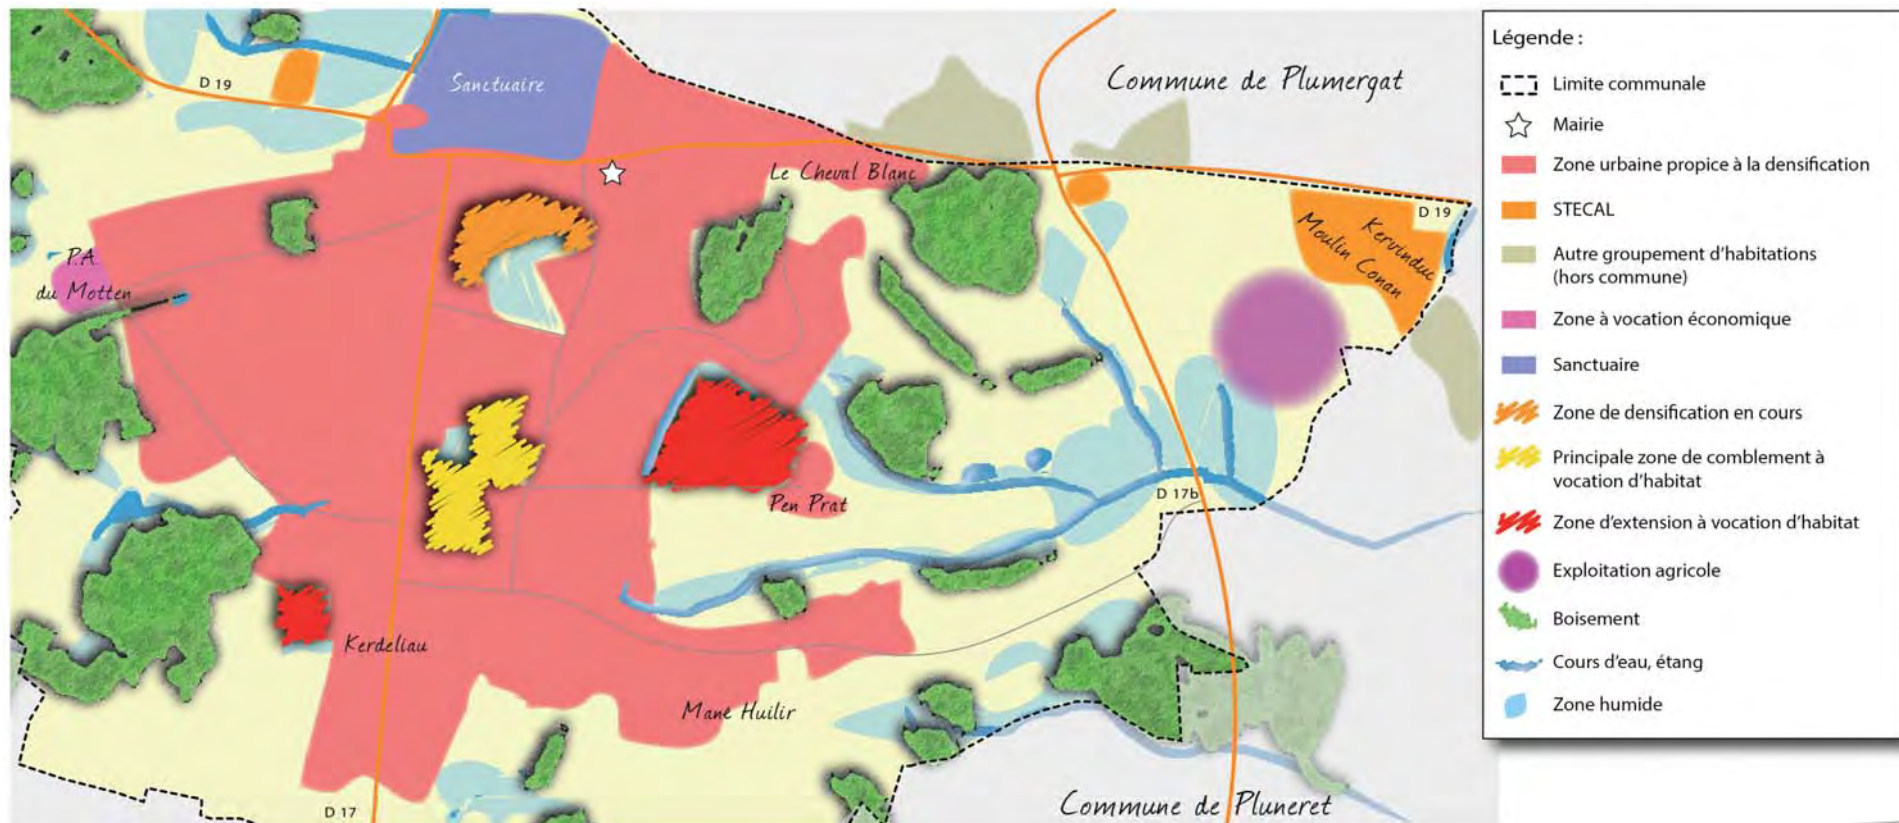 Sanctuaire
D 19
Commune de Plumergat
Le Cheval Blanc
D 19
Kervinduc
Moulin Conan
P.A.
du Motten
Pen Prat
D 17b
Kerdeliau
Mané Huilir
D 17
Commune de Pluneret
Légende :
Limite communale
Mairie
Zone urbaine propice à la densification
STECAL
Autre groupement d'habitations
(hors commune)
Zone à vocation économique
Sanctuaire
Zone de densification en cours
Principale zone de comblement à
vocation d'habitat
Zone d'extension à vocation d'habitat
Exploitation agricole
Boisement
Cours d'eau, étang
Zone humide